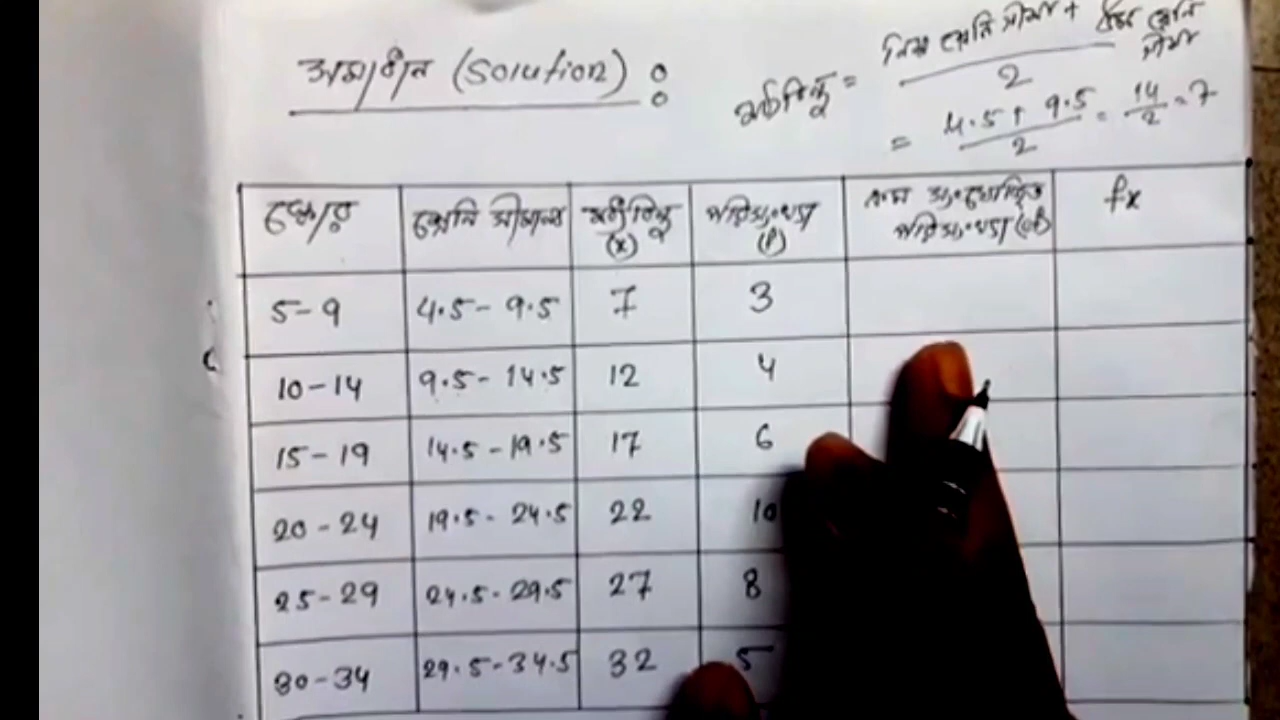 সমাধান (Solution) :
মধ্যবিন্দু = নিম্ন শ্রেনি সীমা + উচ্চ শ্রেনি সীমা
2
= 4.5 + 9.5 = 14 = 7
2 2
স্কোর শ্রেনি সীমানা মধ্যবিন্দু (x) পরিসংখ্যা (f) ক্রম পরিসংখ্যা (cf) fx
5-9 4.5-9.5 7 3
10-14 9.5-14.5 12 4
15-19 14.5-19.5 17 6
20-24 19.5-24.5 22 10
25-29 24.5-29.5 27 8
30-34 29.5-34.5 32 5